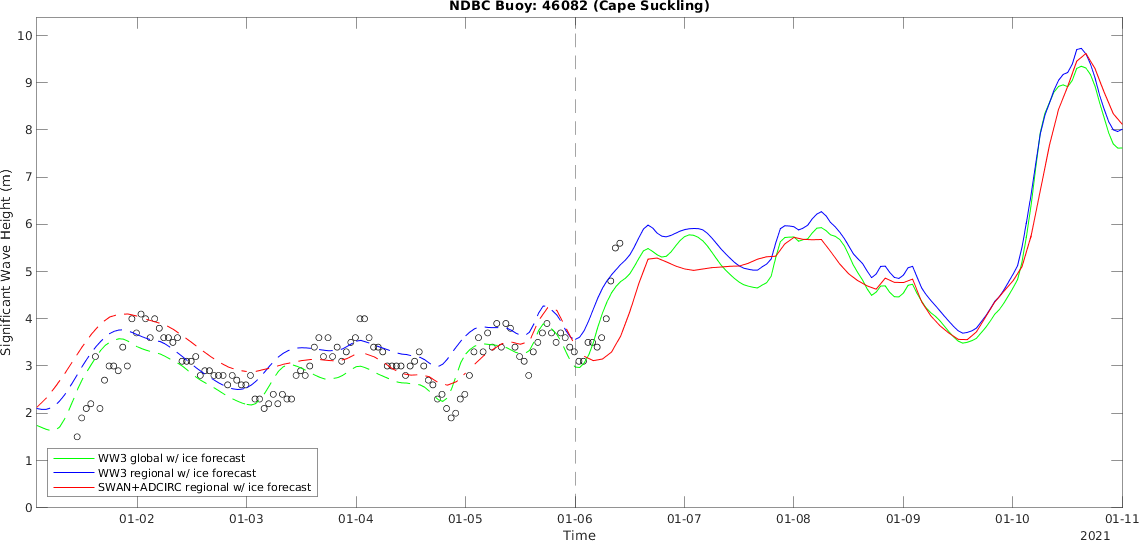 NDBC Buoy: 46082 (Cape Suckling)
Significant Wave Height (m)
10
9
8
7
6
5
4
3
2
1
0
WW3 global w/ ice forecast
WW3 regional w/ ice forecast
SWAN+ADCIRC regional w/ ice forecast
01-02 01-03 01-04 01-05 01-06 01-07 01-08 01-09 01-10 01-11
Time
2021